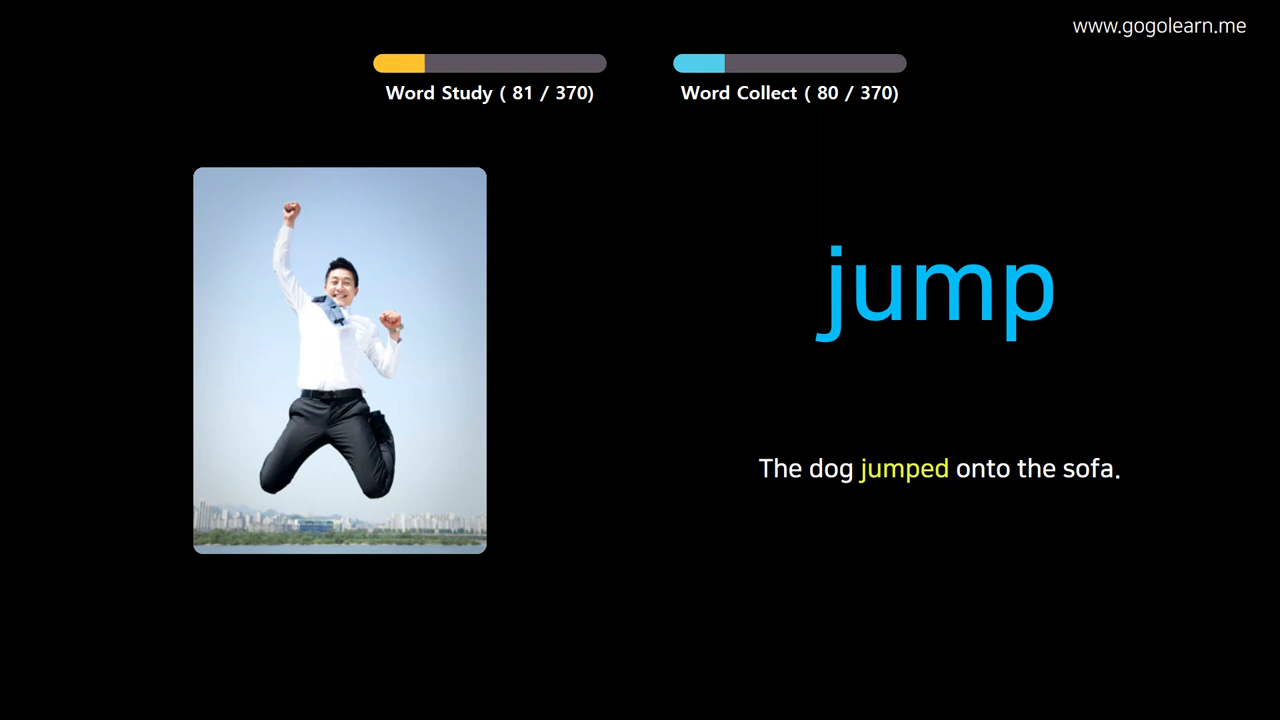 www.gogolearn.me
Word Study ( 81 / 370)
Word Collect ( 80 / 370)
jump
The dog jumped onto the sofa.